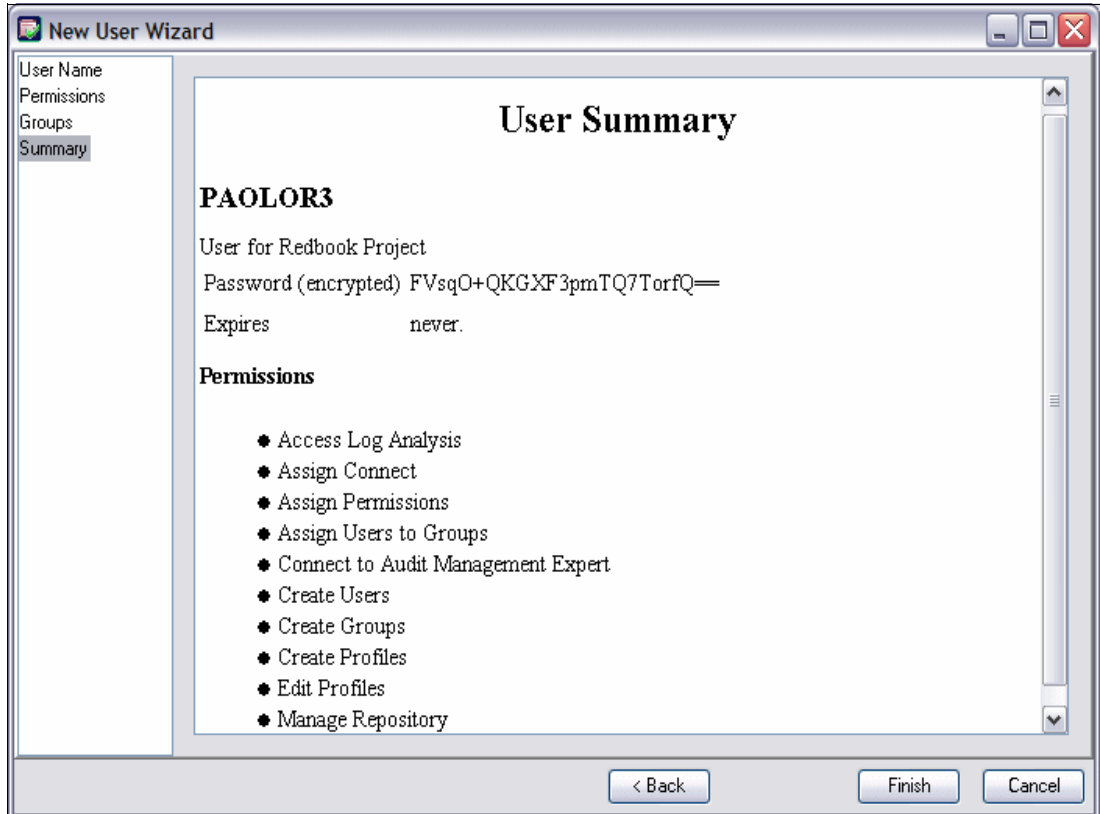 New User Wizard
User Name
Permissions
Groups
Summary
User Summary
PAOLOR3
User for Redbook Project
Password (encrypted) FVsqO+QKGXF3pmTQ7TorfQ==
Expires never.
Permissions
Access Log Analysis
Assign Connect
Assign Permissions
Assign Users to Groups
Connect to Audit Management Expert
Create Users
Create Groups
Create Profiles
Edit Profiles
Manage Repository
< Back Finish Cancel